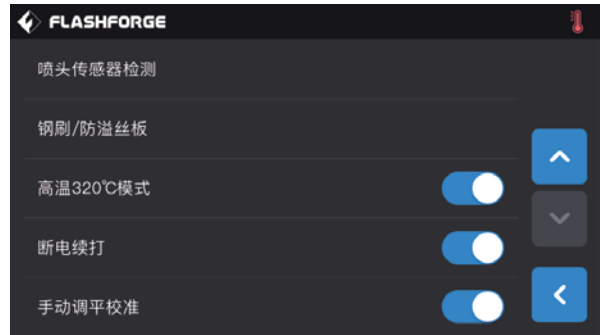 FLASHFORGE
喷头传感器检测
钢刷/防溢丝板
高温320℃模式
断电续打
手动调平校准